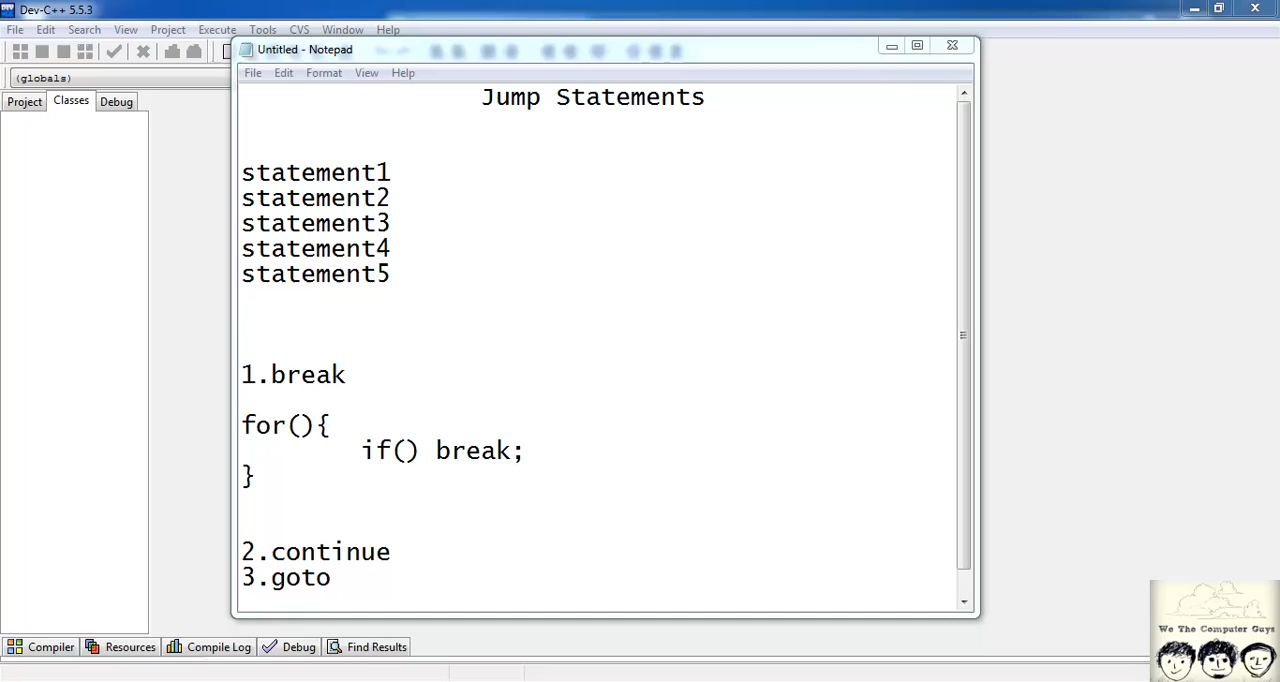 Dev-C++ 5.5.3
File Edit Search View Project Execute Tools CVS Window Help
Untitled - Notepad
(globals)
File Edit Format View Help
Project Classes Debug
Jump Statements
statement1
statement2
statement3
statement4
statement5
1.break
for(){
if() break;
}
2.continue
3.goto
We The Computer Guys
Compiler Resources Compile Log Debug Find Results